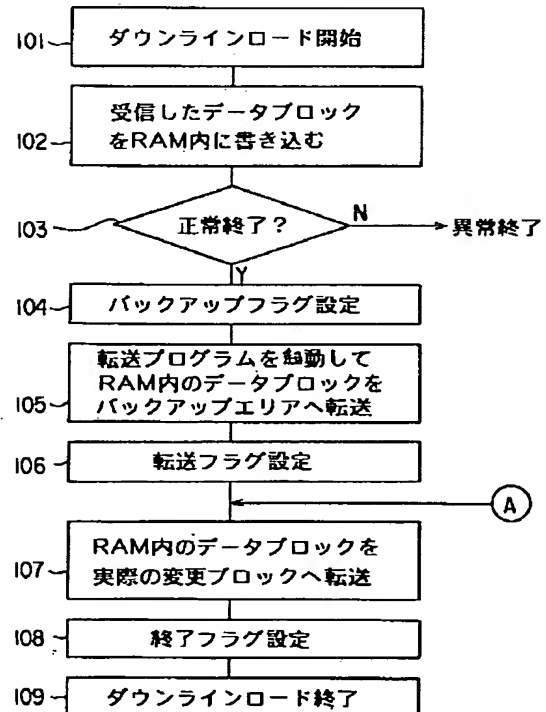 101
ダウンラインロード開始
受信したデータブロック
102
をRAM内に書き込む
103
正常終了?
N
異常終了
Y
104
バックアップフラグ設定
転送プログラムを起動して
RAM内のデータブロックを
105
バックアップエリアへ転送
106
転送フラグ設定
A
RAM内のデータブロックを
107
実際の変更ブロックへ転送
108
終了フラグ設定
109
ダウンラインロード終了